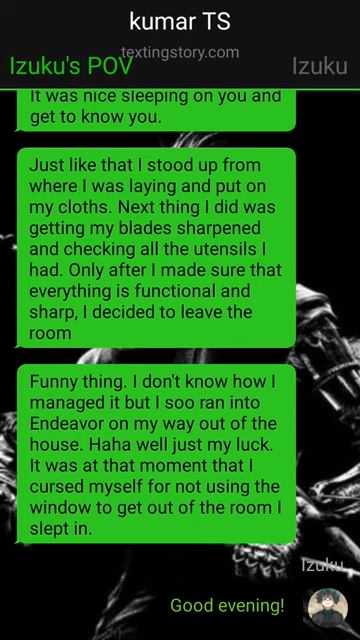 kumar TS
textingstory.com
Izuku's POV
Izuku
It was nice sleeping on you and
get to know you.
Just like that I stood up from
where I was laying and put on
my cloths. Next thing I did was
getting my blades sharpened
and checking all the utensils I
had. Only after I made sure that
everything is functional and
sharp, I decided to leave the
room
Funny thing. I don't know how I
managed it but I soo ran into
Endeavor on my way out of the
house. Haha well just my luck.
It was at that moment that I
cursed myself for not using the
window to get out of the room I
slept in.
Izuku
Good evening!